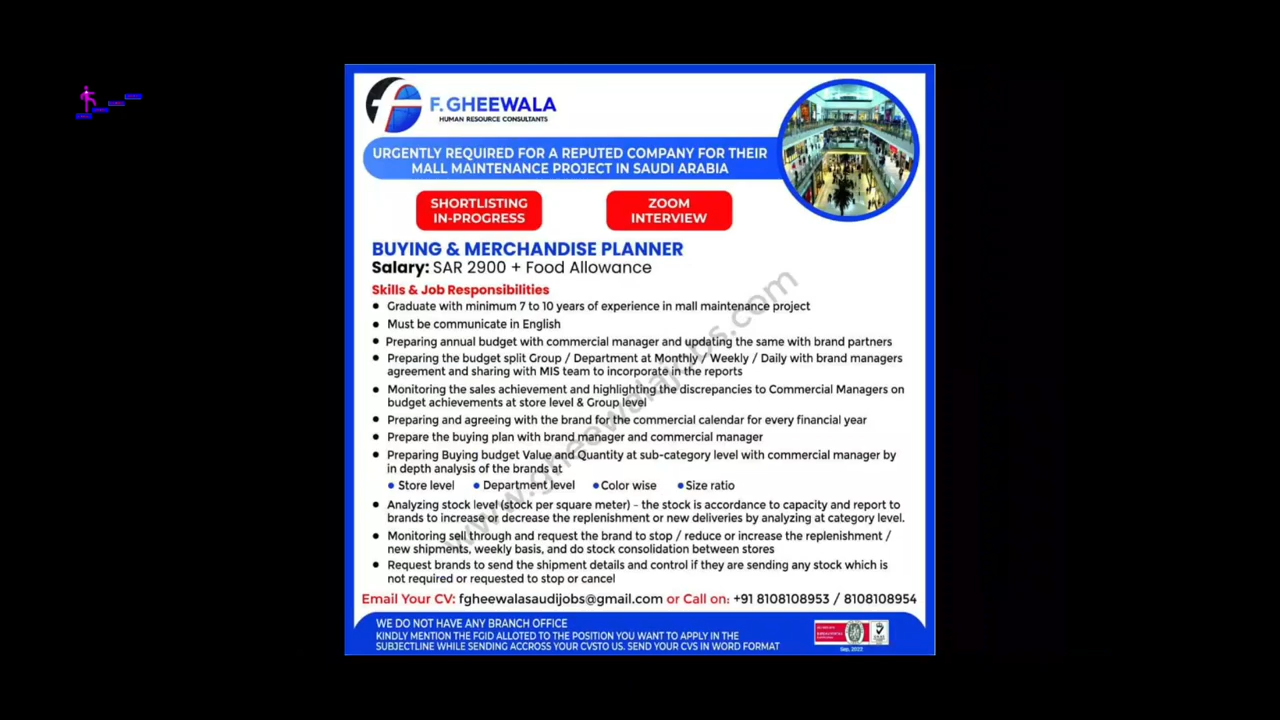 F. GHEEWALA
HUMAN RESOURCE CONSULTANTS
URGENTLY REQUIRED FOR A REPUTED COMPANY FOR THEIR
MALL MAINTENANCE PROJECT IN SAUDI ARABIA
SHORTLISTING
IN-PROGRESS
ZOOM
INTERVIEW
BUYING & MERCHANDISE PLANNER
Salary: SAR 2900 + Food Allowance
Skills & Job Responsibilities
• Graduate with minimum 7 to 10 years of experience in mall maintenance project
• Must be communicate in English
• Preparing annual budget with commercial manager and updating the same with brand partners
• Preparing the budget split Group / Department at Monthly / Weekly / Daily with brand managers
agreement and sharing with MIS team to incorporate in the reports
• Monitoring the sales achievement and highlighting the discrepancies to Commercial Managers on
budget achievements at store level & Group level
• Preparing and agreeing with the brand for the commercial calendar for every financial year
• Prepare the buying plan with brand manager and commercial manager
• Preparing Buying budget Value and Quantity at sub-category level with commercial manager by
in depth analysis of the brands at
• Store level • Department level • Color wise • Size ratio
• Analyzing stock level (stock per square meter) – the stock is accordance to capacity and report to
brands to increase or decrease the replenishment or new deliveries by analyzing at category level.
• Monitoring sell through and request the brand to stop / reduce or increase the replenishment /
new shipments, weekly basis, and do stock consolidation between stores
• Request brands to send the shipment details and control if they are sending any stock which is
not required or requested to stop or cancel
www.gheewalajobs.com
Email Your CV: fgheewalasaudijobs@gmail.com or Call on: +91 8108108953 / 8108108954
WE DO NOT HAVE ANY BRANCH OFFICE
KINDLY MENTION THE FGID ALLOTED TO THE POSITION YOU WANT TO APPLY IN THE
SUBJECTLINE WHILE SENDING ACCROSS YOUR CVSTO US. SEND YOUR CVS IN WORD FORMAT
Sep, 2022